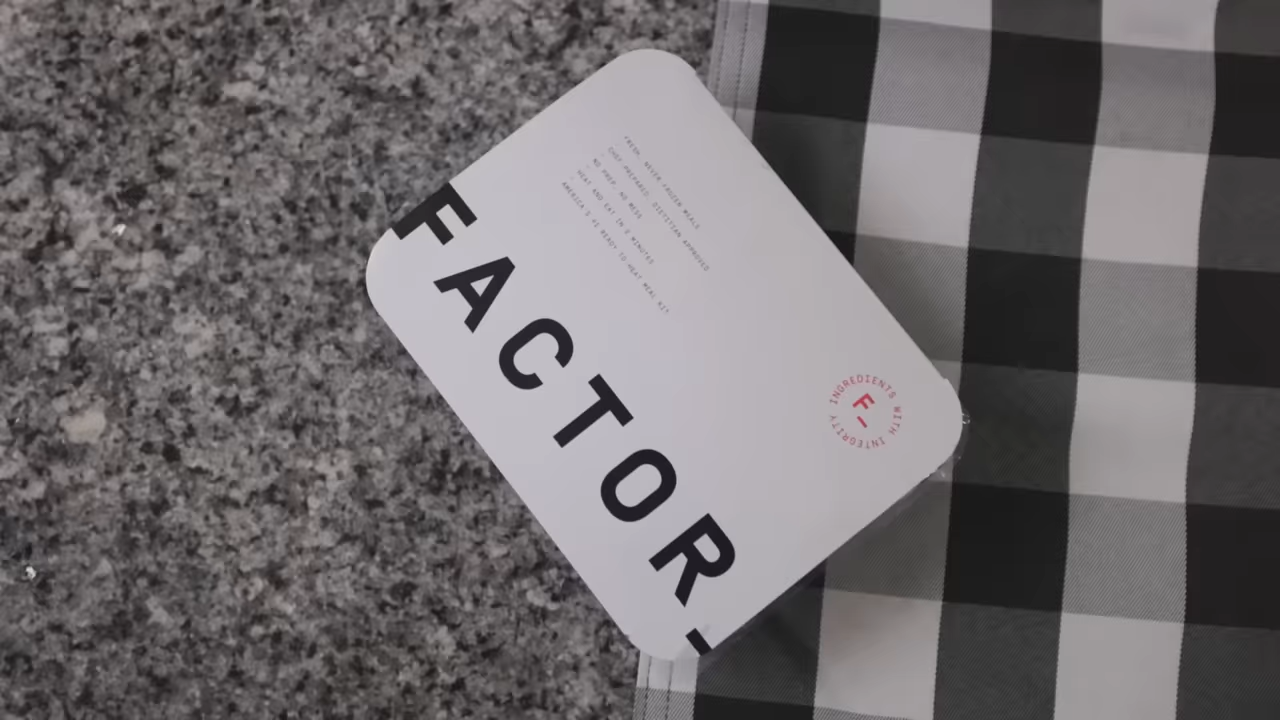 FRESH, NEVER FROZEN MEALS
· CHEF-PREPARED, DIETITIAN APPROVED
· NO PREP, NO MESS
· HEAT AND EAT IN 2 MINUTES
AMERICA'S #1 READY TO HEAT MEAL KIT
FACTOR_
INGREDIENTS WITH INTEGRITY
F_